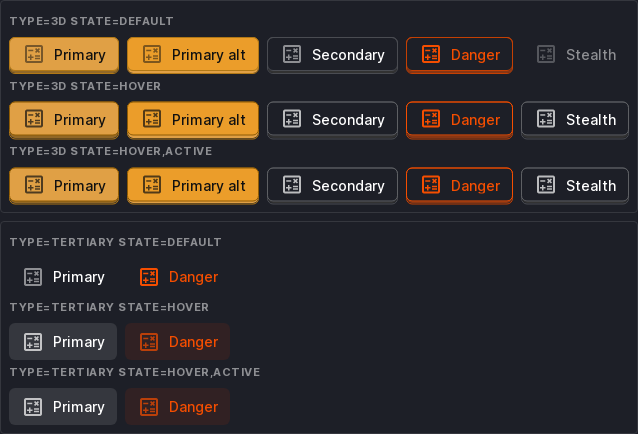 TYPE=3D STATE=DEFAULT
Primary Primary alt Secondary Danger Stealth
TYPE=3D STATE=HOVER
Primary Primary alt Secondary Danger Stealth
TYPE=3D STATE=HOVER,ACTIVE
Primary Primary alt Secondary Danger Stealth
TYPE=TERTIARY STATE=DEFAULT
Primary Danger
TYPE=TERTIARY STATE=HOVER
Primary Danger
TYPE=TERTIARY STATE=HOVER,ACTIVE
Primary Danger